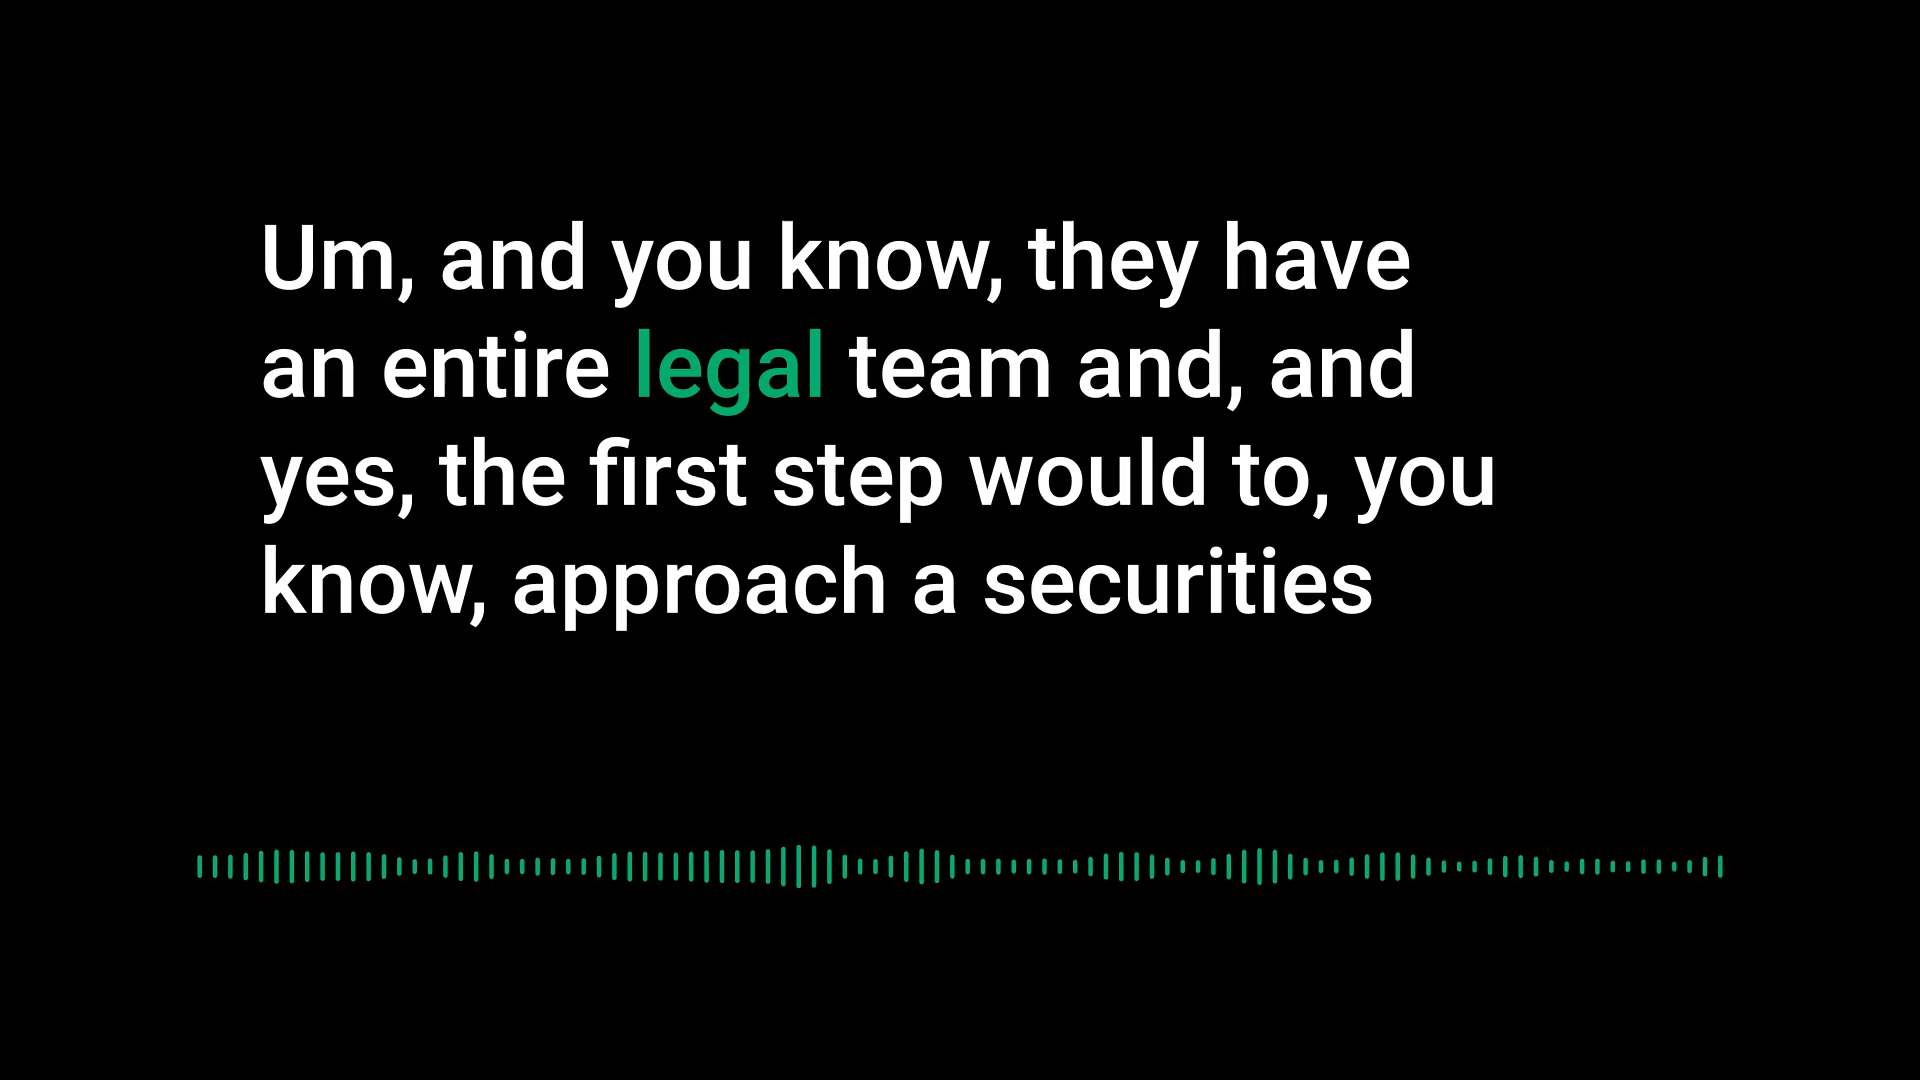 Um, and you know, they have
an entire legal team and, and
yes, the first step would to, you
know, approach a securities